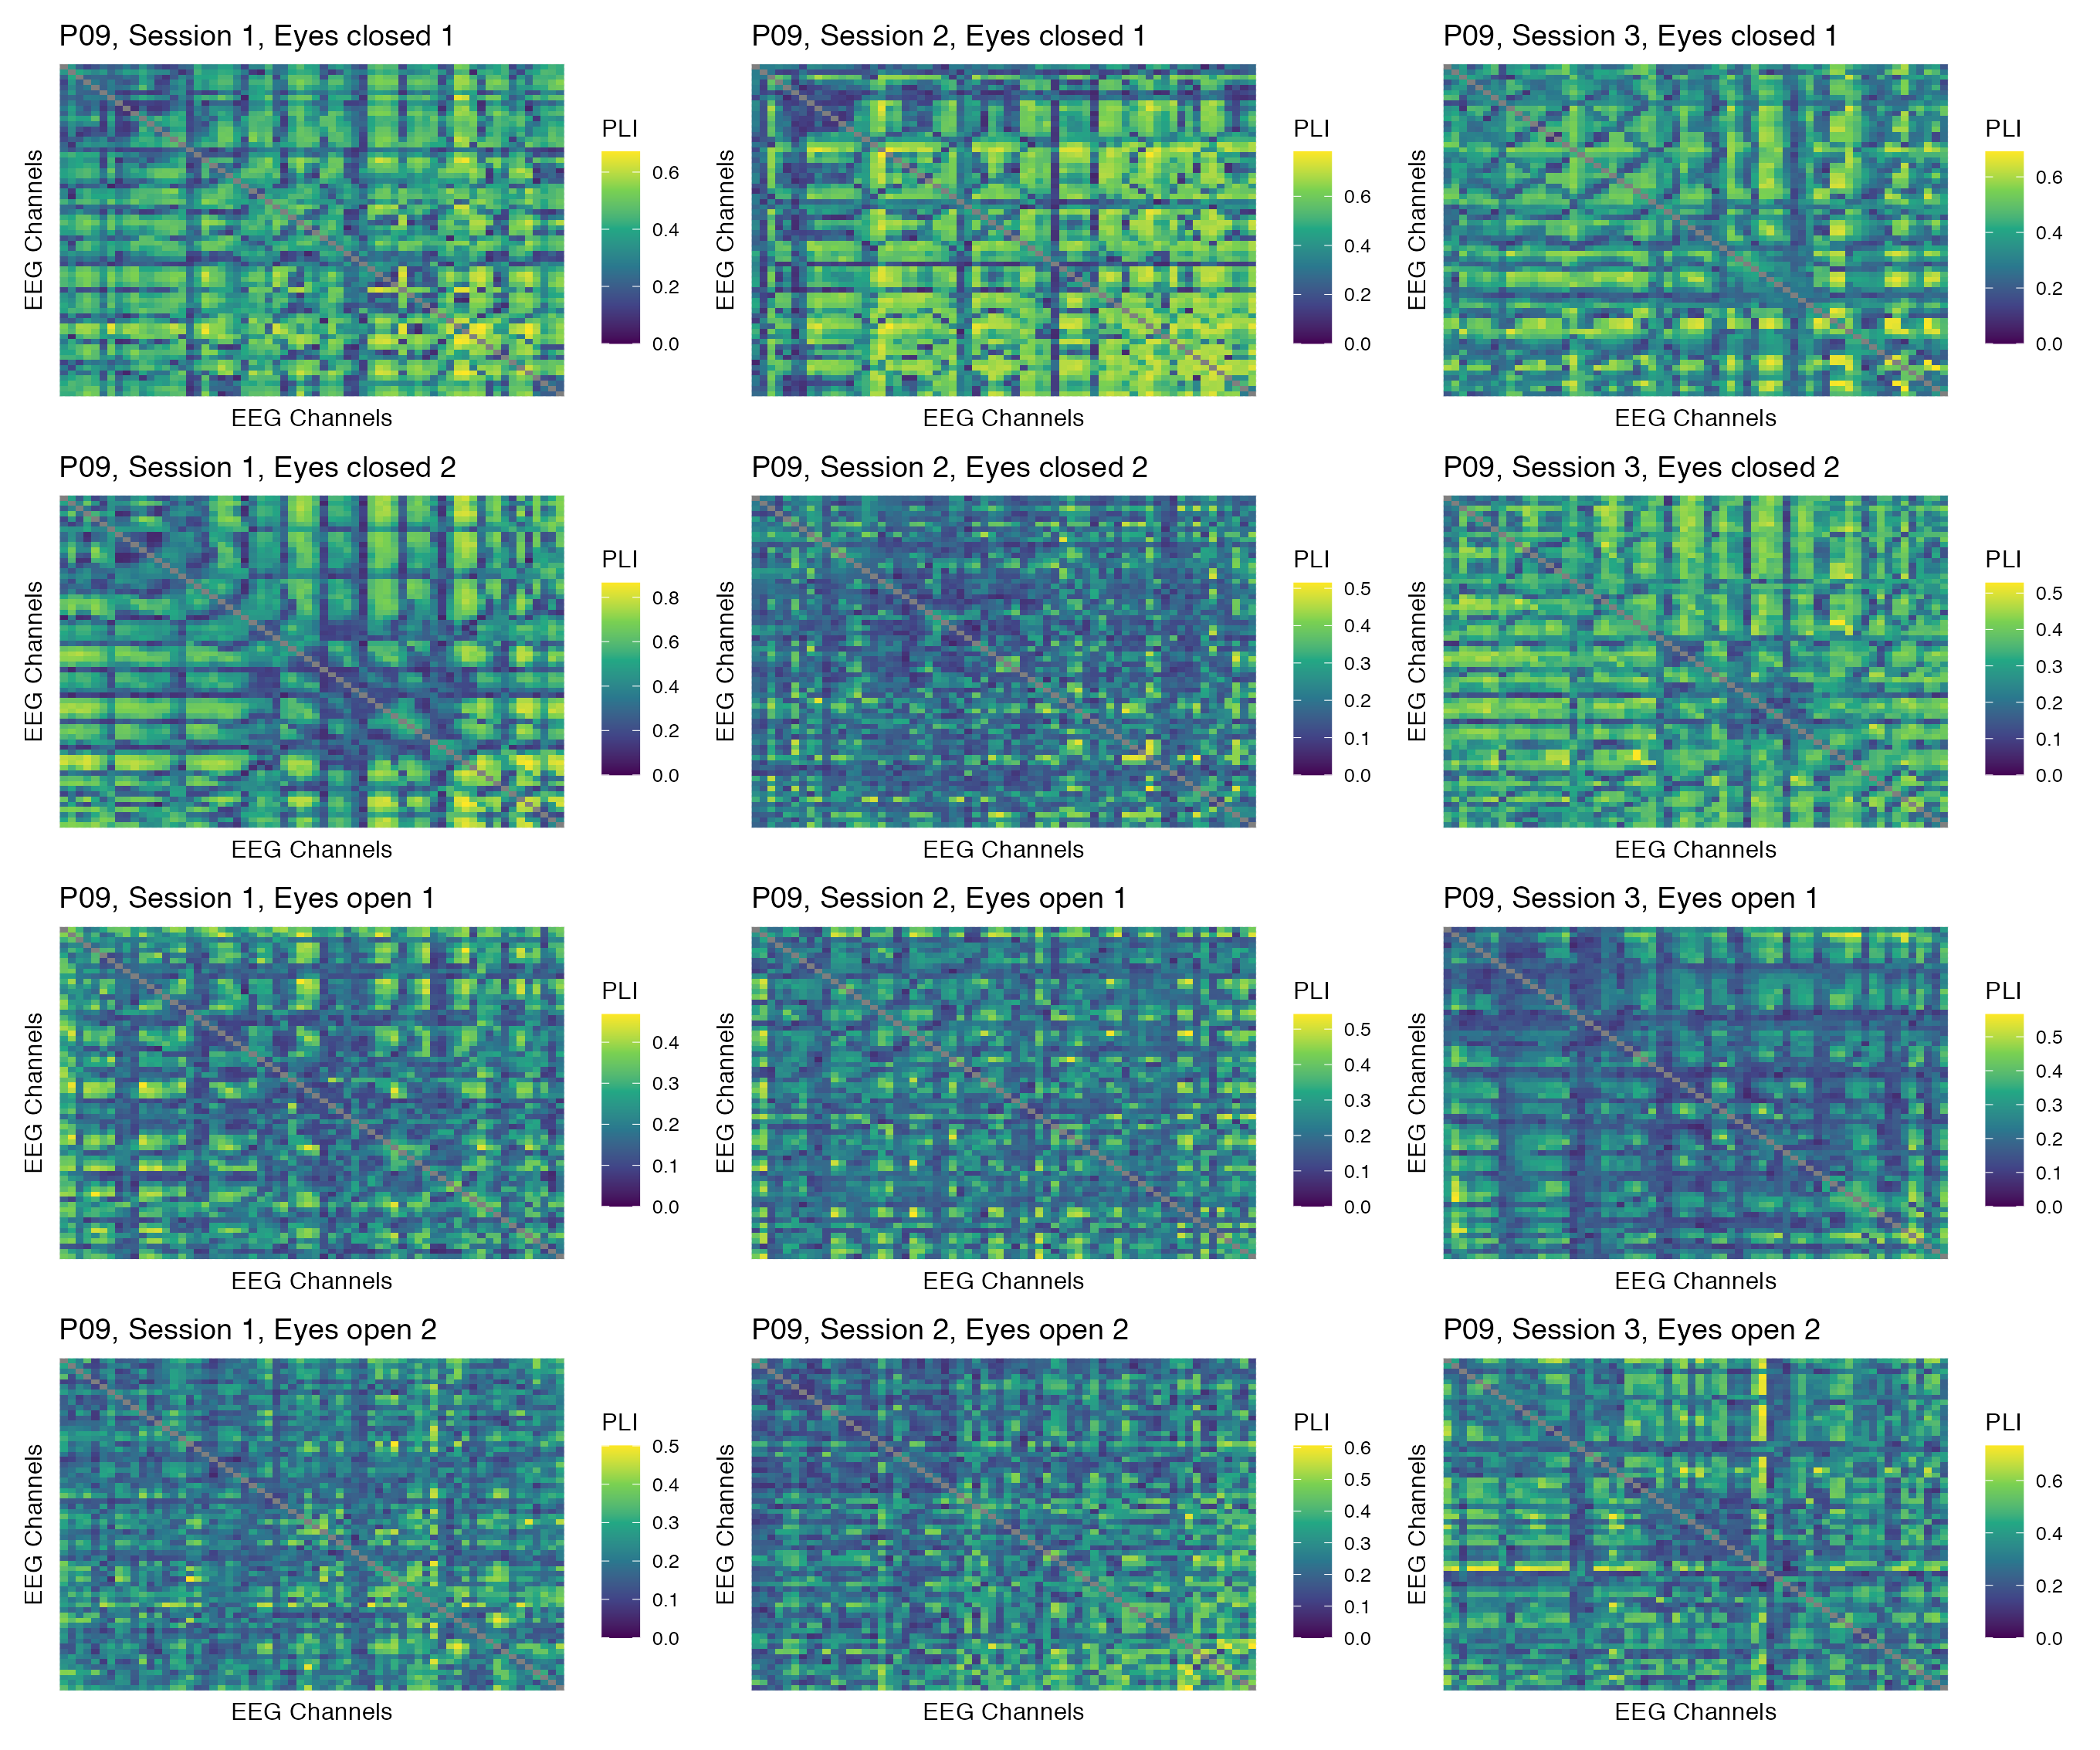 P09, Session 1, Eyes closed 1
EEG Channels
EEG Channels
PLI
0.6
0.4
0.2
0.0
P09, Session 2, Eyes closed 1
EEG Channels
EEG Channels
PLI
0.6
0.4
0.2
0.0
P09, Session 3, Eyes closed 1
EEG Channels
EEG Channels
PLI
0.6
0.4
0.2
0.0
P09, Session 1, Eyes closed 2
EEG Channels
EEG Channels
PLI
0.8
0.6
0.4
0.2
0.0
P09, Session 2, Eyes closed 2
EEG Channels
EEG Channels
PLI
0.5
0.4
0.3
0.2
0.1
0.0
P09, Session 3, Eyes closed 2
EEG Channels
EEG Channels
PLI
0.5
0.4
0.3
0.2
0.1
0.0
P09, Session 1, Eyes open 1
EEG Channels
EEG Channels
PLI
0.4
0.3
0.2
0.1
0.0
P09, Session 2, Eyes open 1
EEG Channels
EEG Channels
PLI
0.5
0.4
0.3
0.2
0.1
0.0
P09, Session 3, Eyes open 1
EEG Channels
EEG Channels
PLI
0.5
0.4
0.3
0.2
0.1
0.0
P09, Session 1, Eyes open 2
EEG Channels
EEG Channels
PLI
0.5
0.4
0.3
0.2
0.1
0.0
P09, Session 2, Eyes open 2
EEG Channels
EEG Channels
PLI
0.6
0.5
0.4
0.3
0.2
0.1
0.0
P09, Session 3, Eyes open 2
EEG Channels
EEG Channels
PLI
0.6
0.4
0.2
0.0